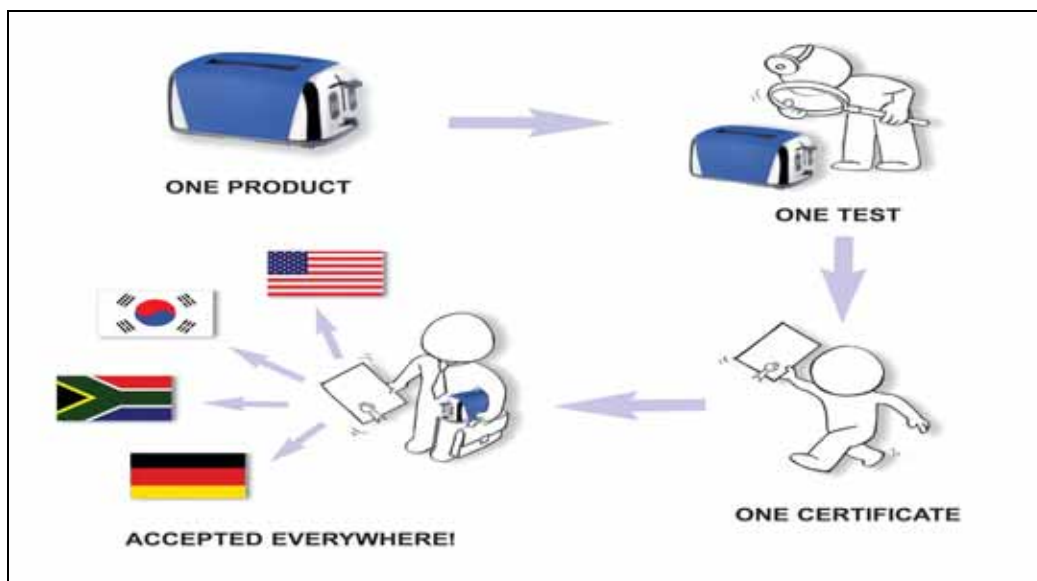 ONE PRODUCT
ONE TEST
ONE CERTIFICATE
ACCEPTED EVERYWHERE!